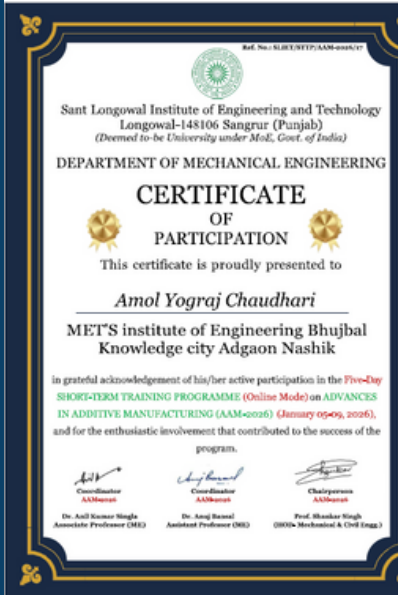 Ref. No.: SLIET/STTP/AAM-2026/17
Sant Longowal Institute of Engineering and Technology
Longowal-148106 Sangrur (Punjab)
(Deemed to-be University under MoE, Govt. of India)
DEPARTMENT OF MECHANICAL ENGINEERING
CERTIFICATE
OF
PARTICIPATION
This certificate is proudly presented to
Amol Yograj Chaudhari
MET'S institute of Engineering Bhujbal
Knowledge city Adgaon Nashik
in grateful acknowledgement of his/her active participation in the Five-Day
SHORT-TERM TRAINING PROGRAMME (Online Mode) on ADVANCES
IN ADDITIVE MANUFACTURING (AAM-2026) (January 05-09, 2026),
and for the enthusiastic involvement that contributed to the success of the
program.
Coordinator Coordinator Chairperson
AAM-2026 AAM-2026 AAM-2026
Dr. Anil Kumar Singla Dr. Anuj Bansal Prof. Shankar Singh
Associate Professor (ME) Assistant Professor (ME) (HOD- Mechanical & Civil Engg.)